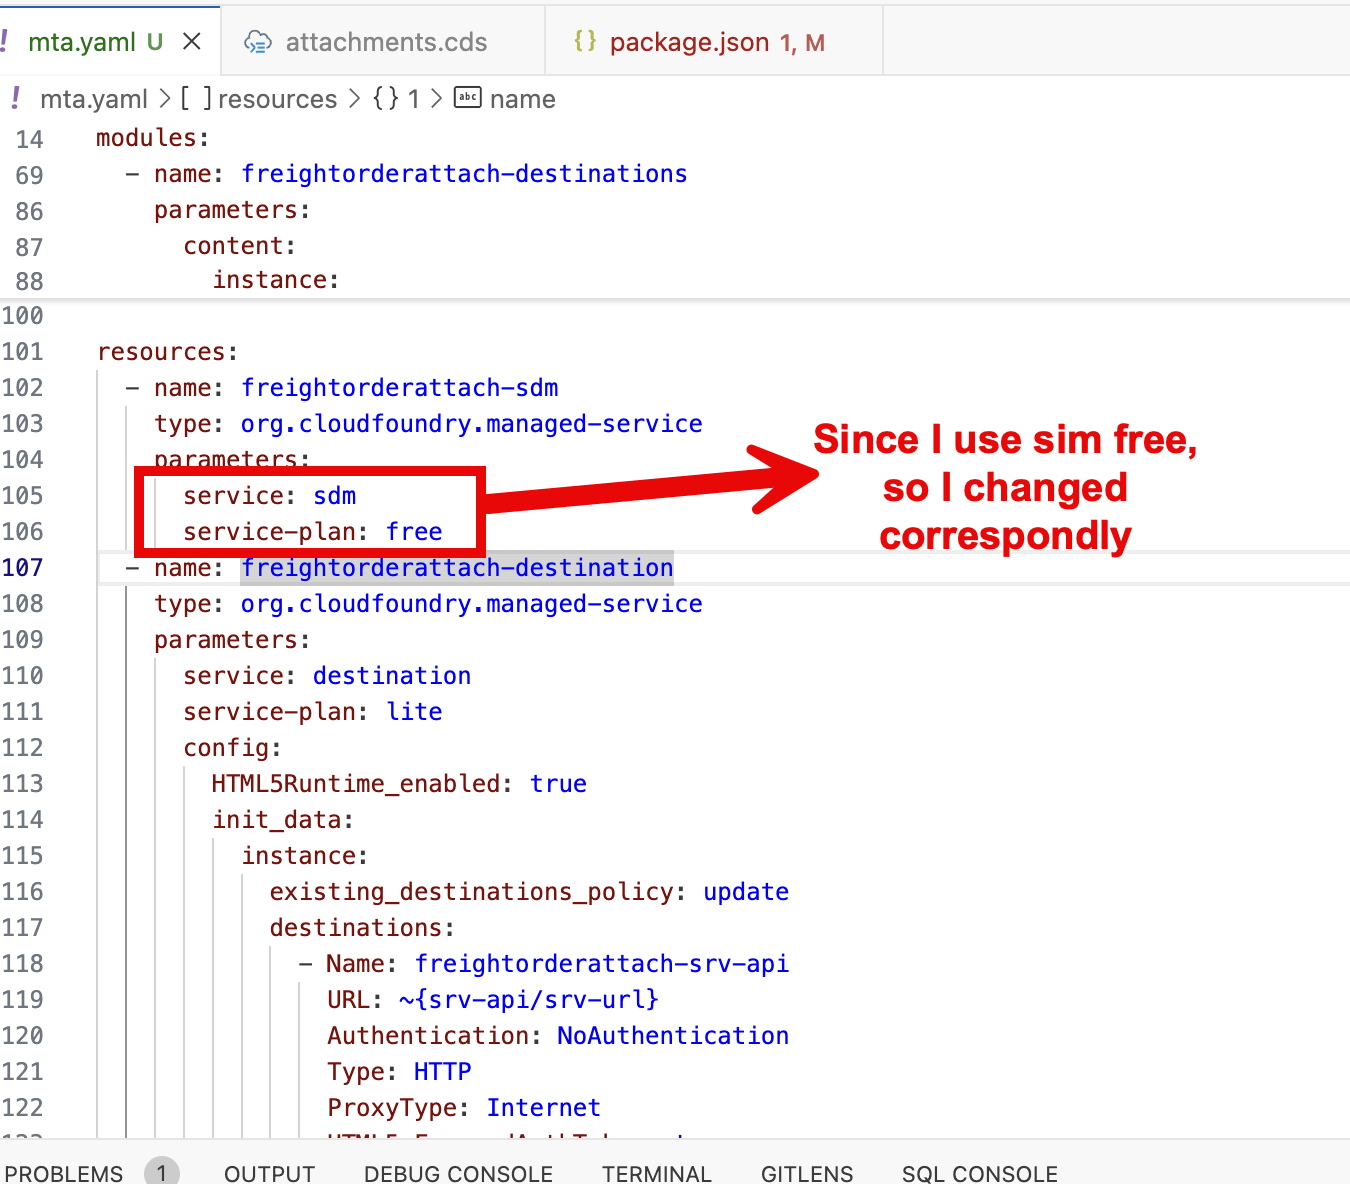 ! mta.yaml U × attachments.cds {} package.json 1, M
! mta.yaml > [ ] resources > {} 1 > abc name
14 modules:
69 - name: freightorderattach-destinations
86 parameters:
87 content:
88 instance:
100
101 resources:
102 - name: freightorderattach-sdm
103 type: org.cloudfoundry.managed-service
104 parameters:
105 service: sdm
106 service-plan: free
Since I use sim free,
so I changed
correspondly
107 - name: freightorderattach-destination
108 type: org.cloudfoundry.managed-service
109 parameters:
110 service: destination
111 service-plan: lite
112 config:
113 HTML5Runtime_enabled: true
114 init_data:
115 instance:
116 existing_destinations_policy: update
117 destinations:
118 - Name: freightorderattach-srv-api
119 URL: ~{srv-api/srv-url}
120 Authentication: NoAuthentication
121 Type: HTTP
122 ProxyType: Internet
PROBLEMS 1 OUTPUT DEBUG CONSOLE TERMINAL GITLENS SQL CONSOLE